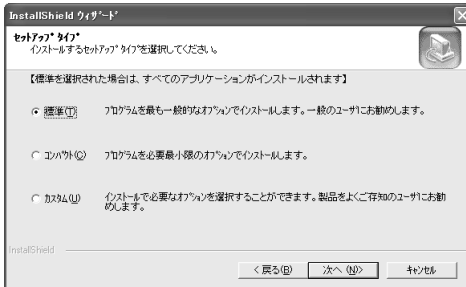 InstallShield ウィザード
セットアップ タイプ
インストールするセットアップ タイプを選択してください。
【標準を選択された場合は、すべてのアプリケーションがインストールされます】
標準(T) プログラムを最も一般的なオプションでインストールします。一般のユーザにお勧めします。
コンパクト(C) プログラムを必要最小限のオプションでインストールします。
カスタム(U) インストールで必要なオプションを選択することができます。製品をよくご存知のユーザにお勧
めします。
InstallShield
< 戻る(B) 次へ (N)> キャンセル